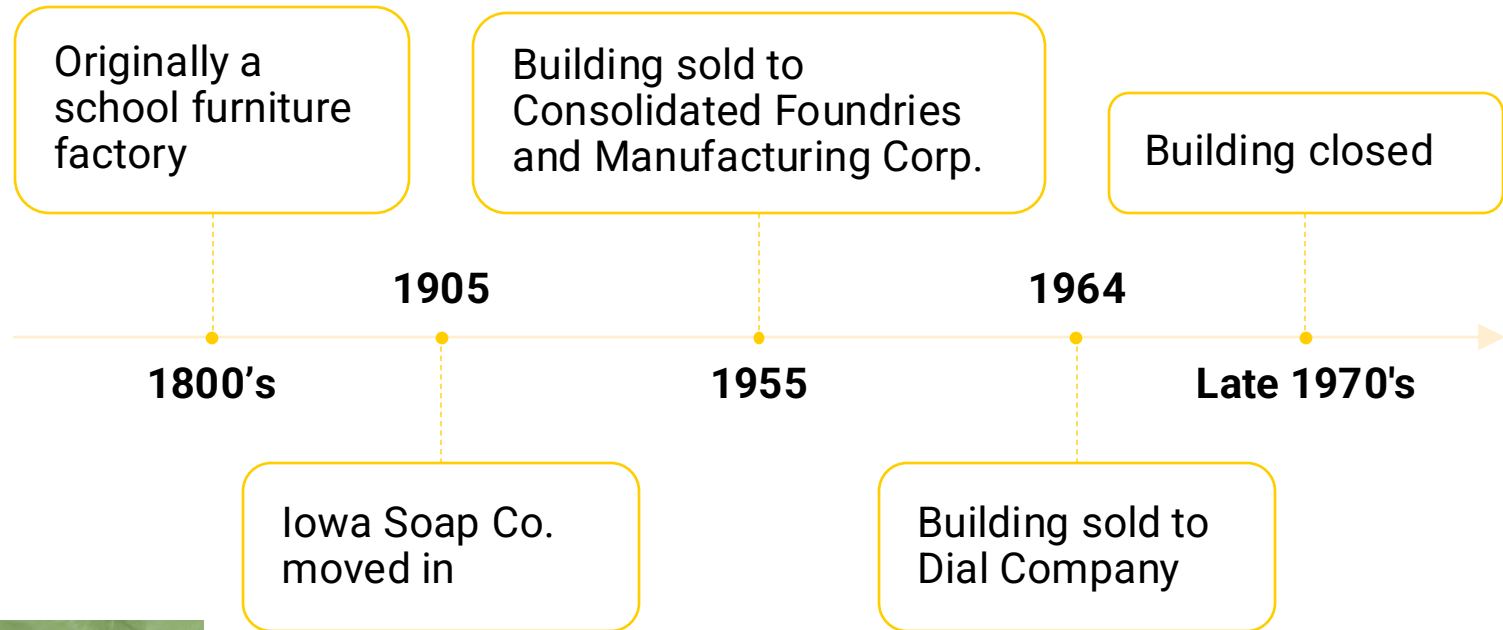 Originally a
school furniture
factory
Building sold to
Consolidated Foundries
and Manufacturing Corp.
Building closed
1905
1964
1800’s
1955
Late 1970's
Iowa Soap Co.
moved in
Building sold to
Dial Company